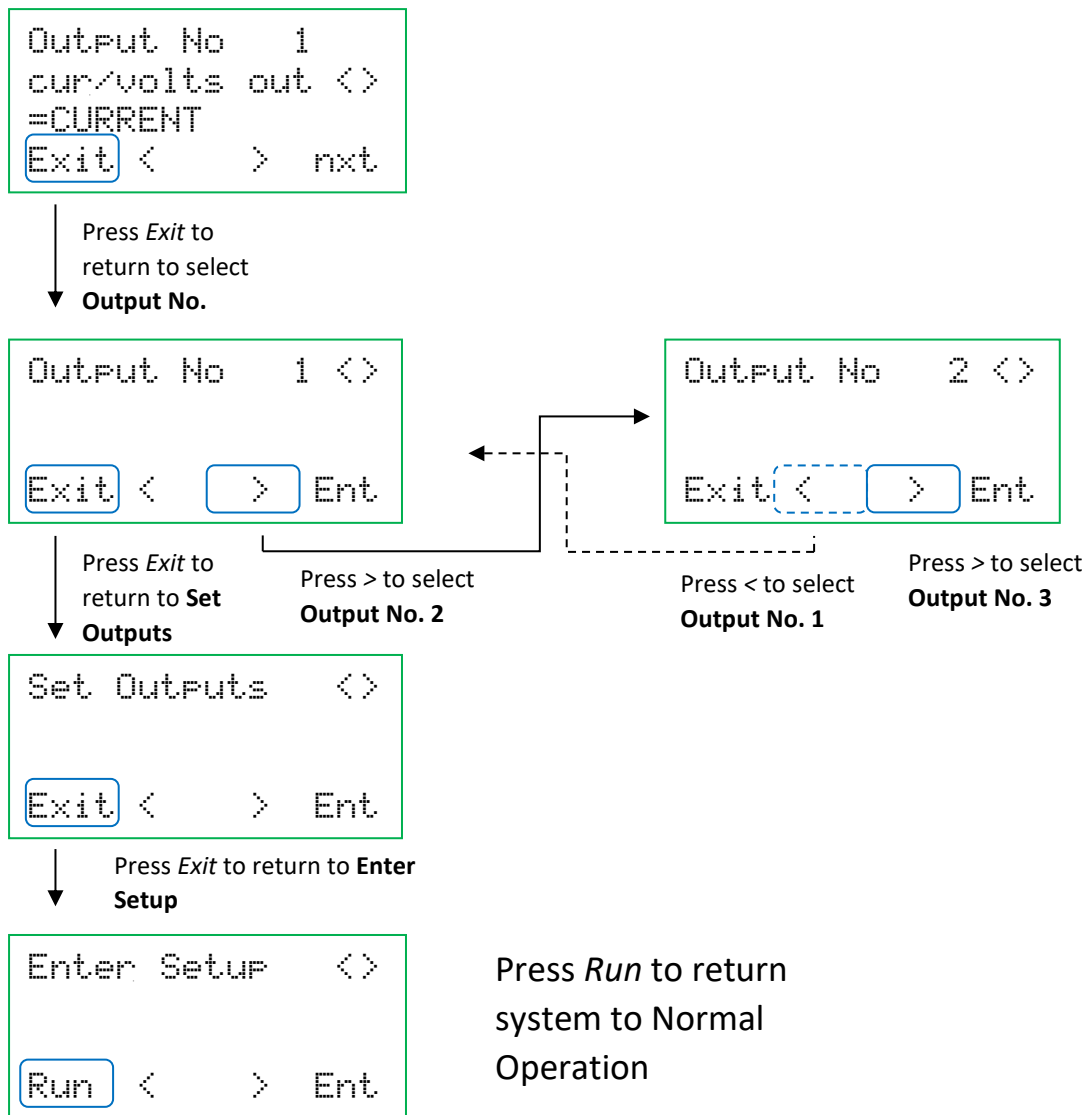 Output No 1
cur/volts out <>
=CURRENT
Exit < > nxt
Press Exit to
return to select
Output No.
Output No 1 <>
Exit < > Ent
Output No 2 <>
Exit < > Ent
Press Exit to
return to Set
Outputs
Press > to select
Output No. 2
Press < to select
Output No. 1
Press > to select
Output No. 3
Set Outputs <>
Exit < > Ent
Press Exit to return to Enter
Setup
Enter Setup <>
Run < > Ent
Press Run to return
system to Normal
Operation